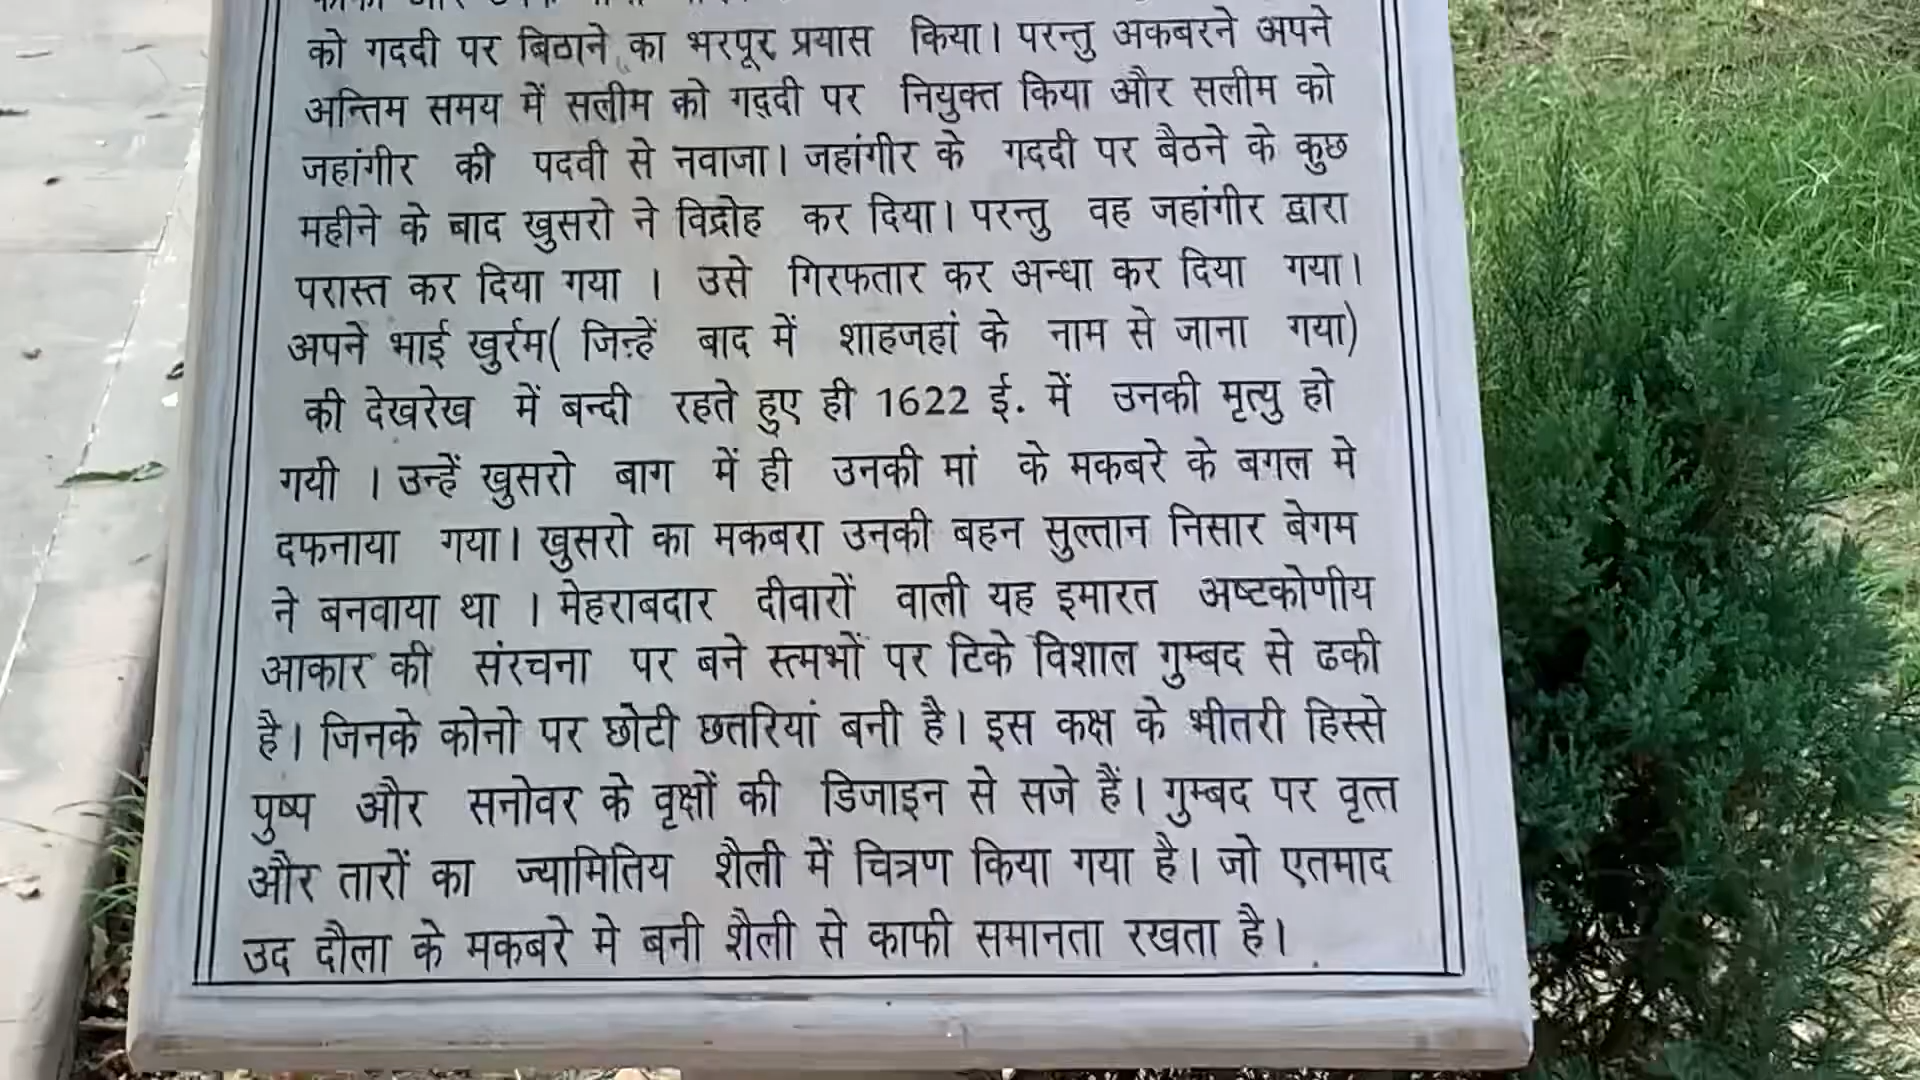 को गददी पर बिठाने का भरपूर प्रयास किया। परन्तु अकबरने अपने
अन्तिम समय में सलीम को गद्दी पर नियुक्त किया और सलीम को
जहांगीर की पदवी से नवाजा। जहांगीर के गददी पर बैठने के कुछ
महीने के बाद खुसरो ने विद्रोह कर दिया। परन्तु वह जहांगीर द्वारा
परास्त कर दिया गया । उसे गिरफतार कर अन्धा कर दिया गया।
अपने भाई खुर्रम( जिन्हें बाद में शाहजहां के नाम से जाना गया)
की देखरेख में बन्दी रहते हुए ही 1622 ई. में उनकी मृत्यु हो
गयी । उन्हें खुसरो बाग में ही उनकी मां के मकबरे के बगल मे
दफनाया गया। खुसरो का मकबरा उनकी बहन सुल्तान निसार बेगम
ने बनवाया था । मेहराबदार दीवारों वाली यह इमारत अष्टकोणीय
आकार की संरचना पर बने स्त्मभों पर टिके विशाल गुम्बद से ढकी
है। जिनके कोनो पर छोटी छतरियां बनी है। इस कक्ष के भीतरी हिस्से
पुष्प और सनोवर के वृक्षों की डिजाइन से सजे हैं। गुम्बद पर वृत्त
और तारों का ज्यामितिय शैली में चित्रण किया गया है। जो एतमाद
उद दौला के मकबरे मे बनी शैली से काफी समानता रखता है।